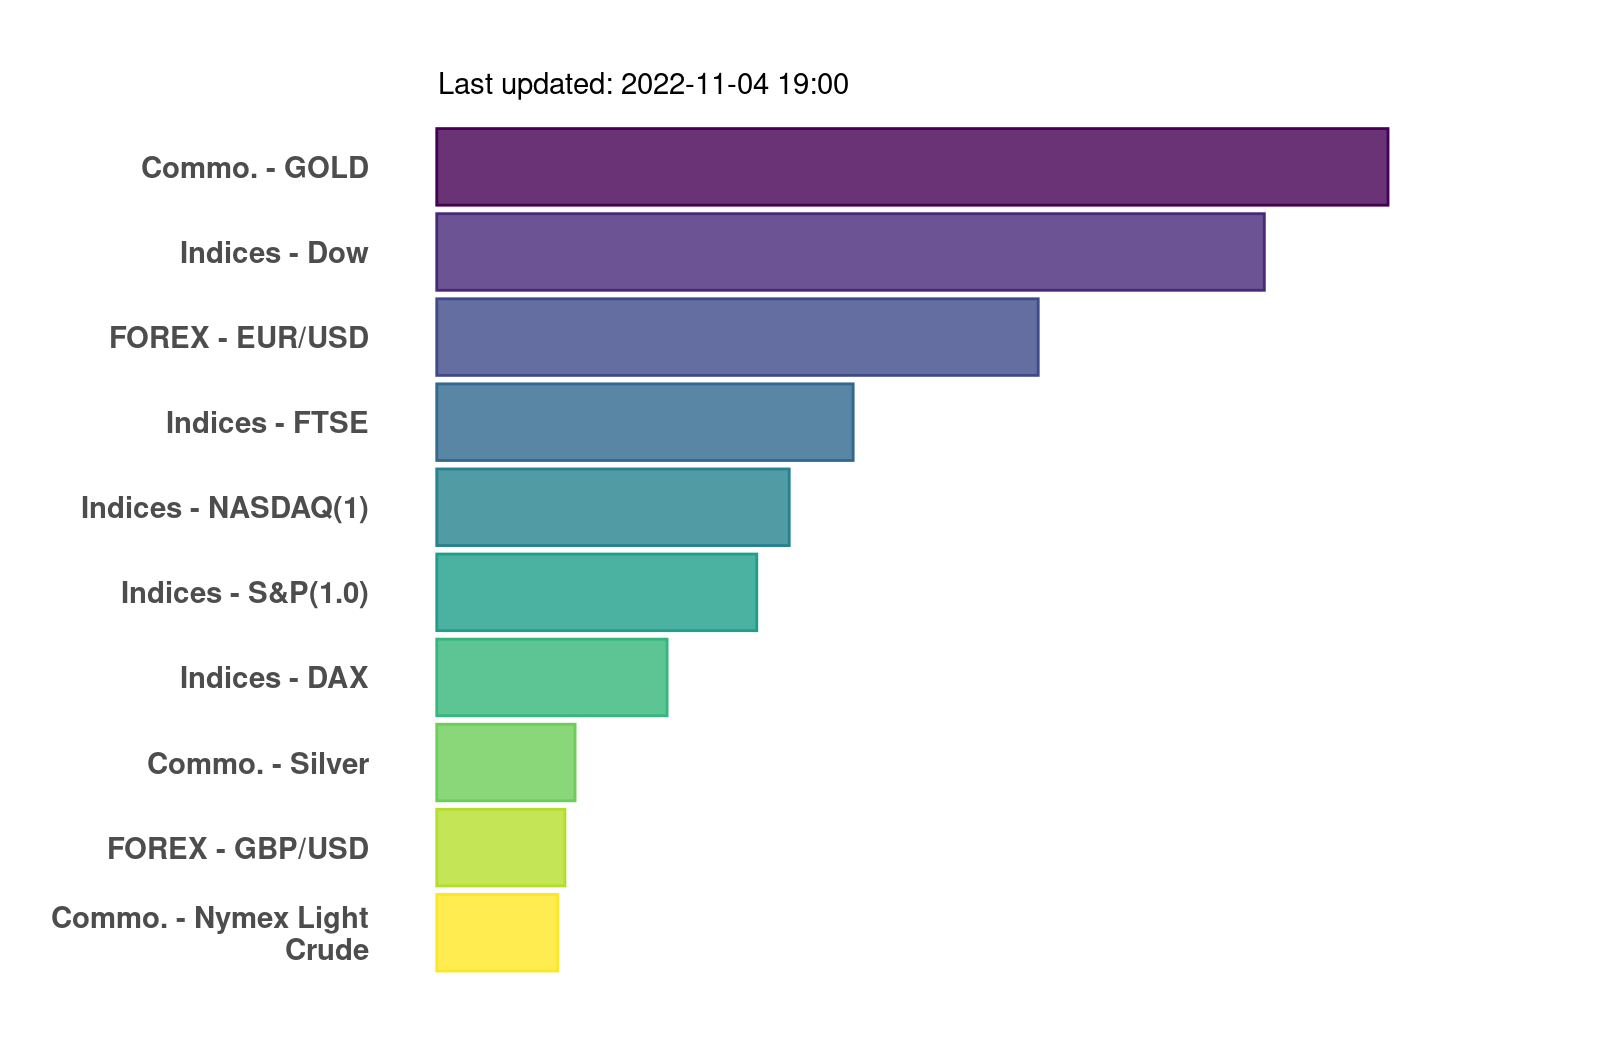 Last updated: 2022-11-04 19:00
Commo. - GOLD
Indices - Dow
FOREX - EUR/USD
Indices - FTSE
Indices - NASDAQ(1)
Indices - S&P(1.0)
Indices - DAX
Commo. - Silver
FOREX - GBP/USD
Commo. - Nymex Light
Crude